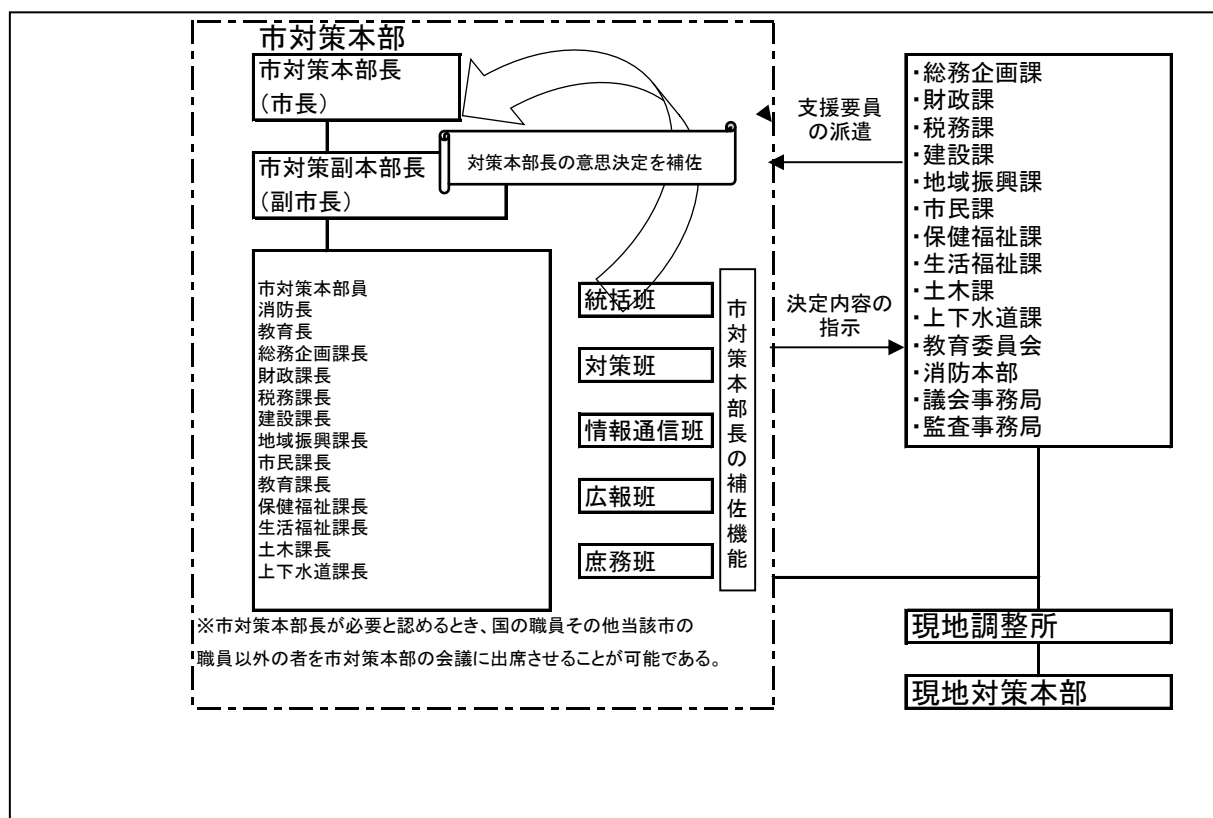 市対策本部
市対策本部長
（市長）
対策本部長の意思決定を補佐
市対策副本部長
（副市長）
市対策本部員
消防長
教育長
総務企画課長
財政課長
税務課長
建設課長
地域振興課長
市民課長
教育課長
保健福祉課長
生活福祉課長
土木課長
上下水道課長
統括班
対策班
情報通信班
広報班
庶務班
市対策本部長の補佐機能
※市対策本部長が必要と認めるとき、国の職員その他当該市の
職員以外の者を市対策本部の会議に出席させることが可能である。
支援要員
の派遣
決定内容の
指示
・総務企画課
・財政課
・税務課
・建設課
・地域振興課
・市民課
・保健福祉課
・生活福祉課
・土木課
・上下水道課
・教育委員会
・消防本部
・議会事務局
・監査事務局
現地調整所
現地対策本部